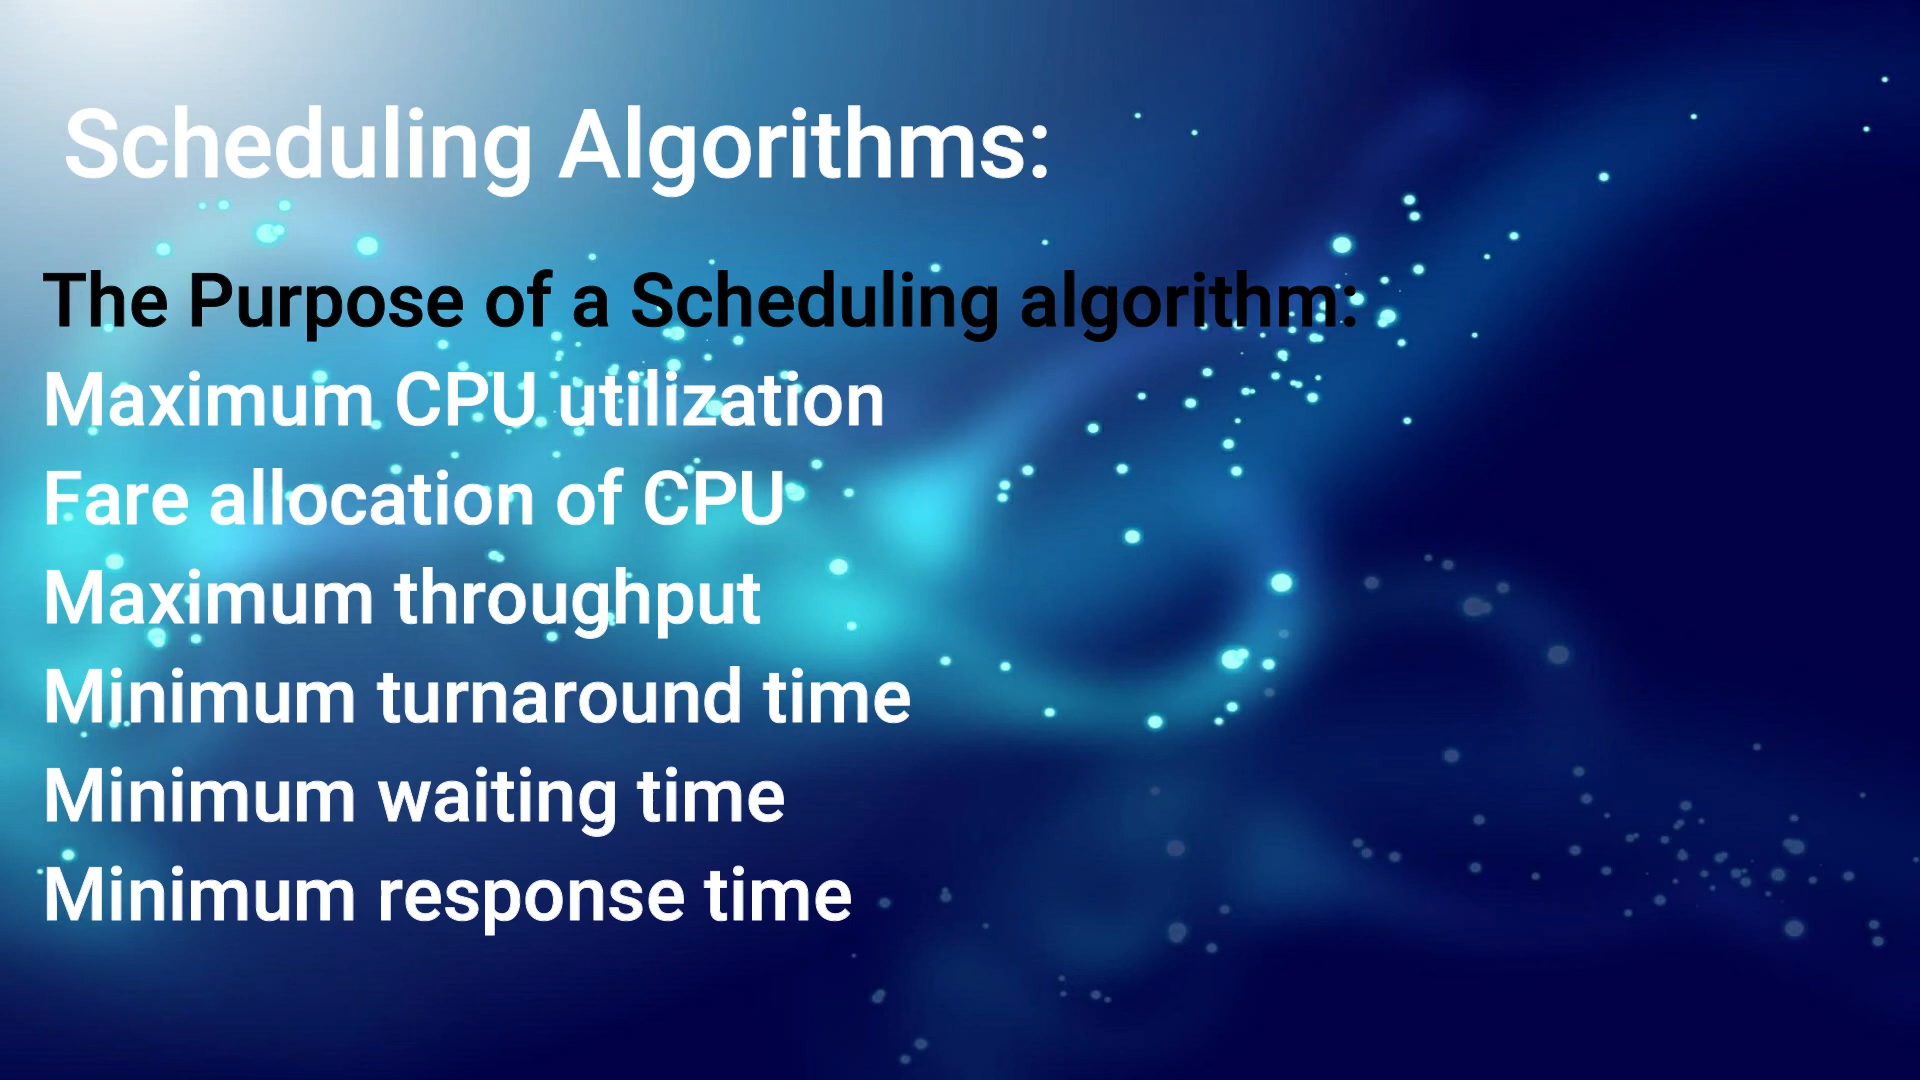 Scheduling Algorithms:
The Purpose of a Scheduling algorithm:
Maximum CPU utilization
Fare allocation of CPU
Maximum throughput
Minimum turnaround time
Minimum waiting time
Minimum response time